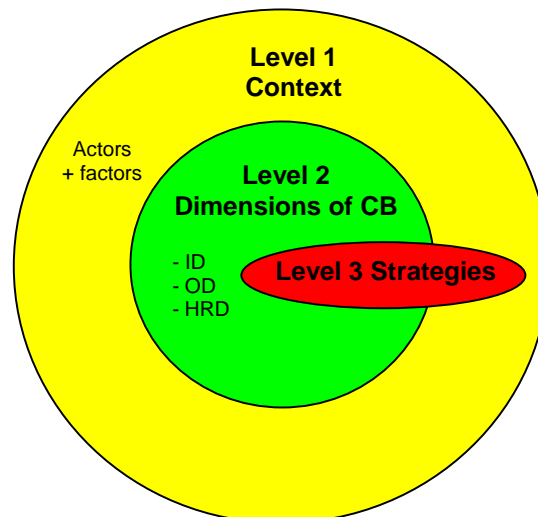 Level 1
Context
Actors
+ factors
Level 2
Dimensions of CB
- ID
- OD
- HRD
Level 3 Strategies